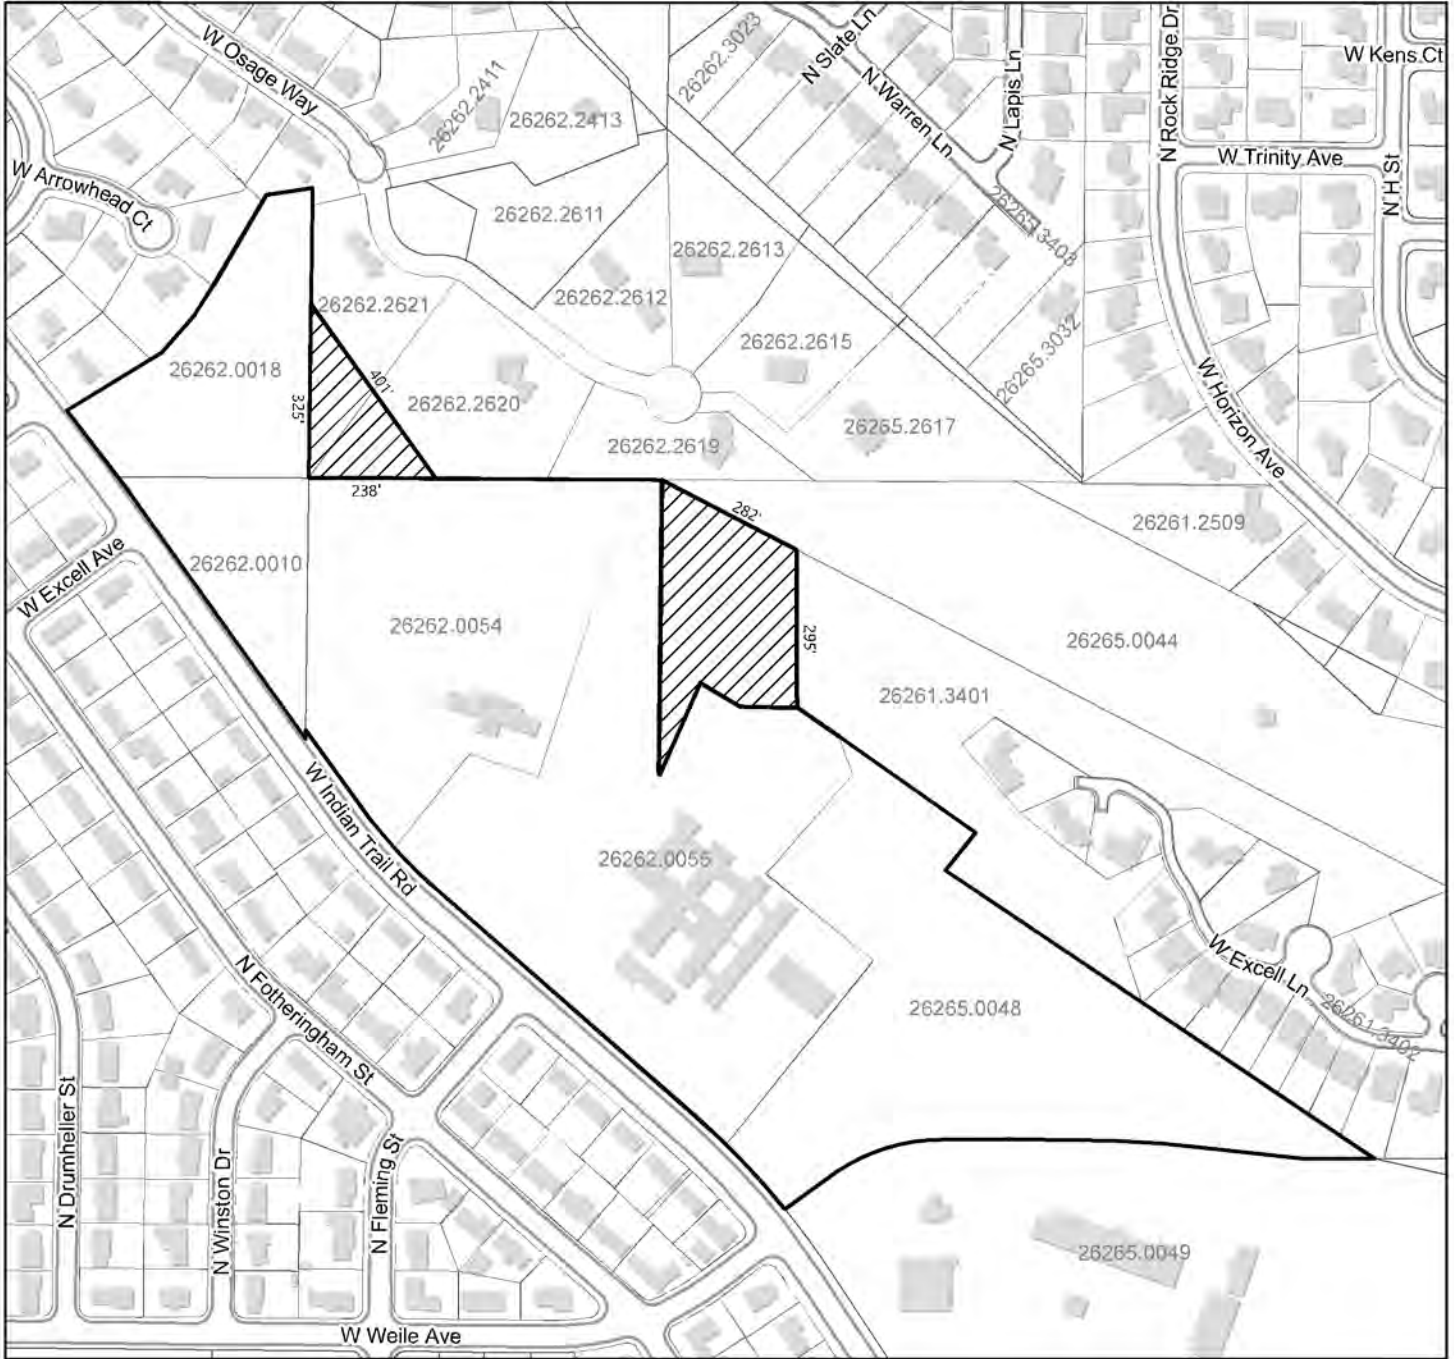 W Osage Way
26262.2411
26262.2413
26262.3023
N Slate Ln
N Warren Ln
N Lapis Ln
N Rock Ridge Dr
W Kens Ct
W Trinity Ave
N H St
W Arrowhead Ct
26262.2611
26262.2613
26265.3403
26262.2612
26262.2621
26262.2615
26265.3032
26262.0018
401'
325'
26262.2620
26262.2619
26265.2617
W Horizon Ave
238'
282'
26261.2509
W Excell Ave
26262.0010
26262.0054
295'
26265.0044
26261.3401
W Indian Trail Rd
26262.0055
W Excell Ln
26265.0048
26261.3402
N Fotheringham St
N Drumheller St
N Winston Dr
N Fleming St
26265.0049
W Weile Ave